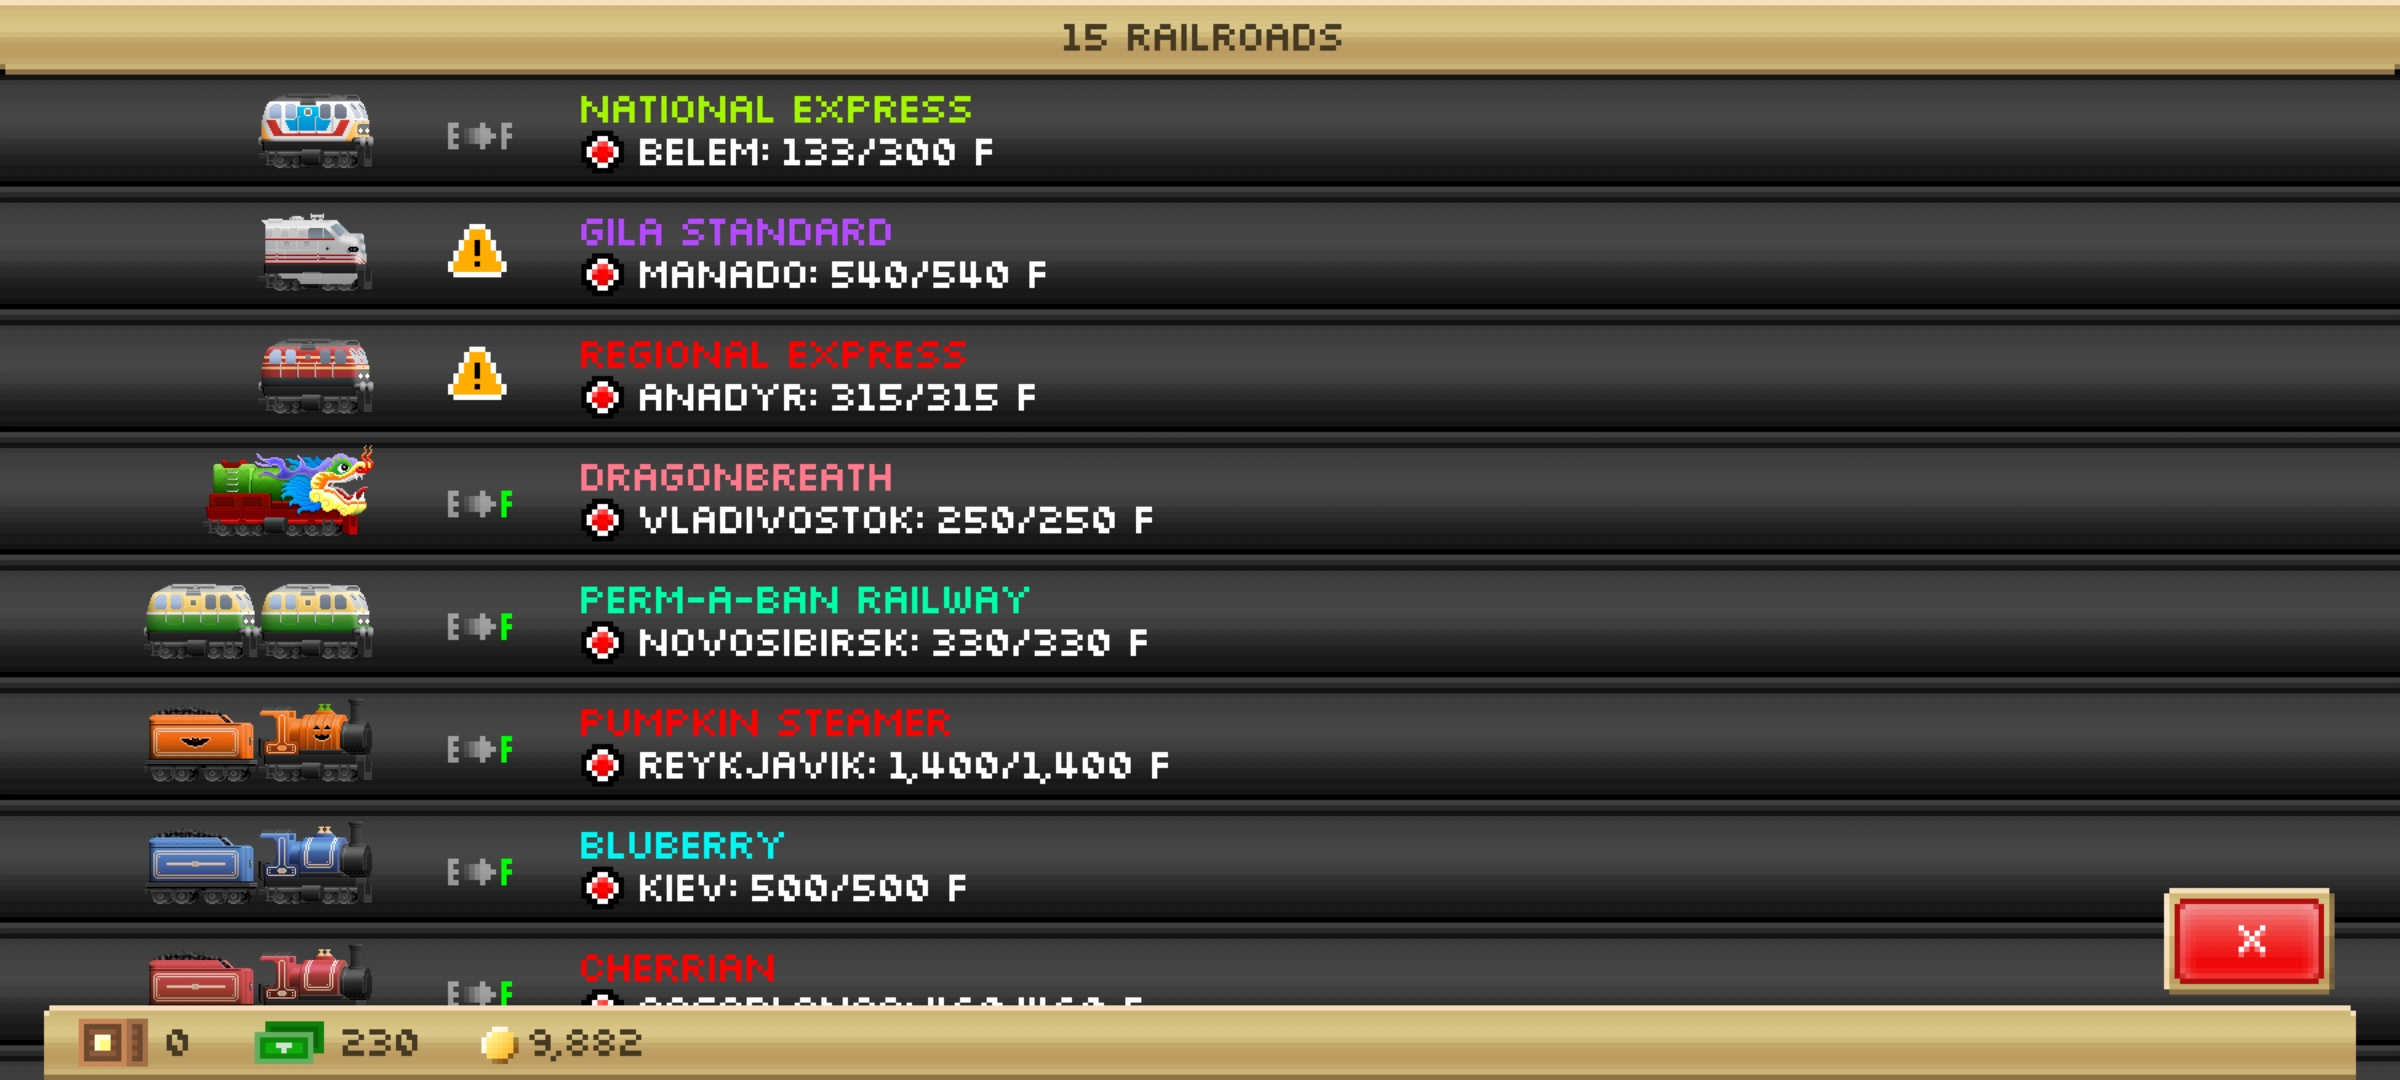 15 RAILROADS
E F
NATIONAL EXPRESS
BELEM: 133/300 F
!
GILA STANDARD
MANADO: 540/540 F
!
REGIONAL EXPRESS
ANADYR: 315/315 F
E F
DRAGONBREATH
VLADIVOSTOK: 250/250 F
E F
PERM-A-BAN RAILWAY
NOVOSIBIRSK: 330/330 F
E F
PUMPKIN STEAMER
REYKJAVIK: 1,400/1,400 F
E F
BLUBERRY
KIEV: 500/500 F
E F
CHERRIAN
X
0 230 9,882